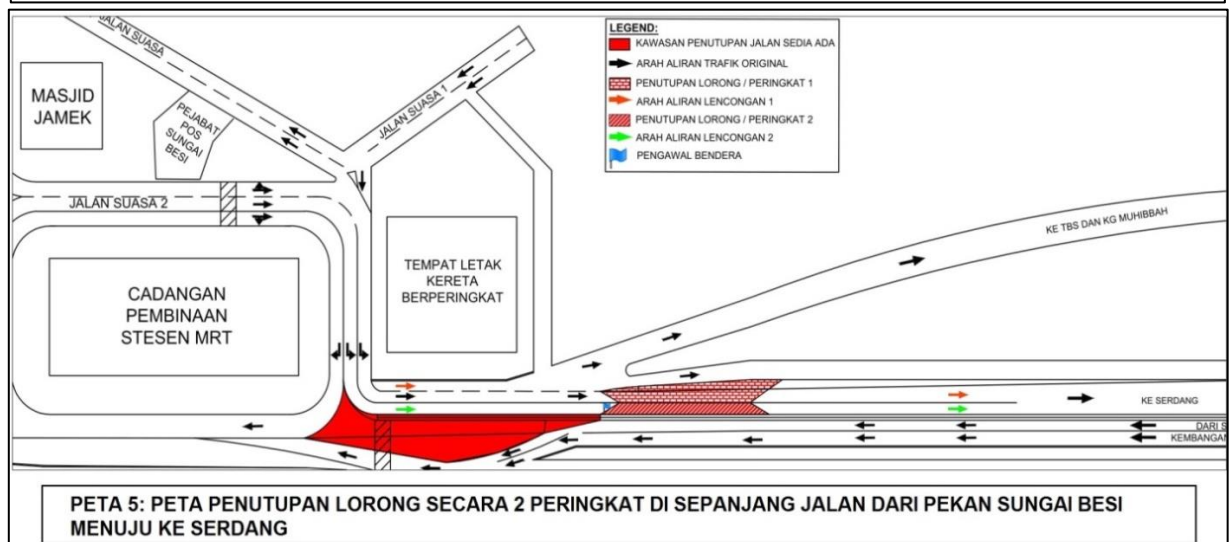 JALAN SUASA
MASJID
JAMEK
PEJABAT
POS
SUNGAI
BESI
JALAN SUASA 1
JALAN SUASA 2
LEGEND:
KAWASAN PENUTUPAN JALAN SEDIA ADA
ARAH ALIRAN TRAFIK ORIGINAL
PENUTUPAN LORONG / PERINGKAT 1
ARAH ALIRAN LENCONGAN 1
PENUTUPAN LORONG / PERINGKAT 2
ARAH ALIRAN LENCONGAN 2
PENGAWAL BENDERA
KE TBS DAN KG MUHIBBAH
CADANGAN
PEMBINAAN
STESEN MRT
TEMPAT LETAK
KERETA
BERPERINGKAT
KE SERDANG
DARI S
KEMBANGAN
PETA 5: PETA PENUTUPAN LORONG SECARA 2 PERINGKAT DI SEPANJANG JALAN DARI PEKAN SUNGAI BESI
MENUJU KE SERDANG